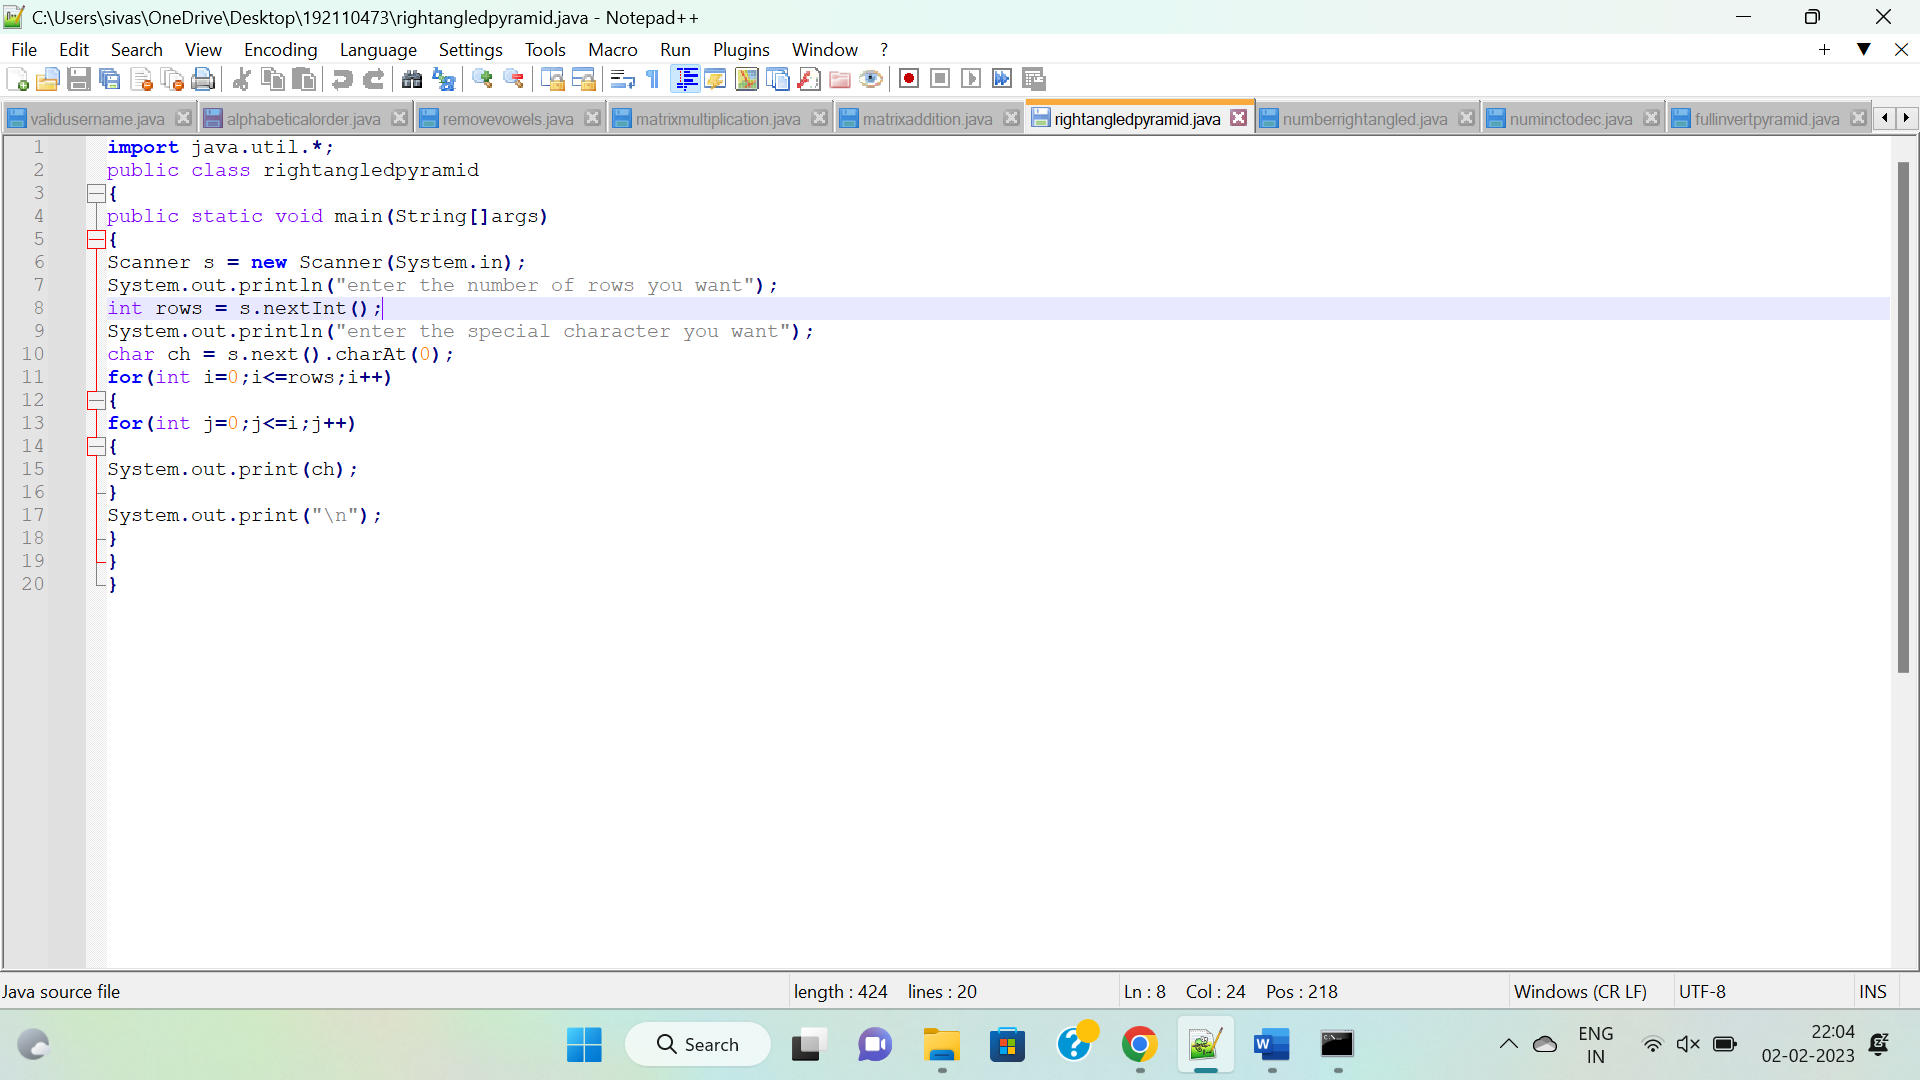 C:\Users\sivas\OneDrive\Desktop\192110473\rightangledpyramid.java - Notepad++
File Edit Search View Encoding Language Settings Tools Macro Run Plugins Window ?
validusername.java alphabeticalorder.java removevowels.java matrixmultiplication.java matrixaddition.java rightangledpyramid.java numberrightangled.java numinctodec.java fullinvertpyramid.java
1 import java.util.*;
2 public class rightangledpyramid
3 {
4 public static void main(String[]args)
5 {
6 Scanner s = new Scanner(System.in);
7 System.out.println("enter the number of rows you want");
8 int rows = s.nextInt();
9 System.out.println("enter the special character you want");
10 char ch = s.next().charAt(0);
11 for(int i=0;i<=rows;i++)
12 {
13 for(int j=0;j<=i;j++)
14 {
15 System.out.print(ch);
16 }
17 System.out.print("\n");
18 }
19 }
20 }
Java source file length : 424 lines : 20 Ln : 8 Col : 24 Pos : 218 Windows (CR LF) UTF-8 INS
Search
ENG
IN
22:04
02-02-2023